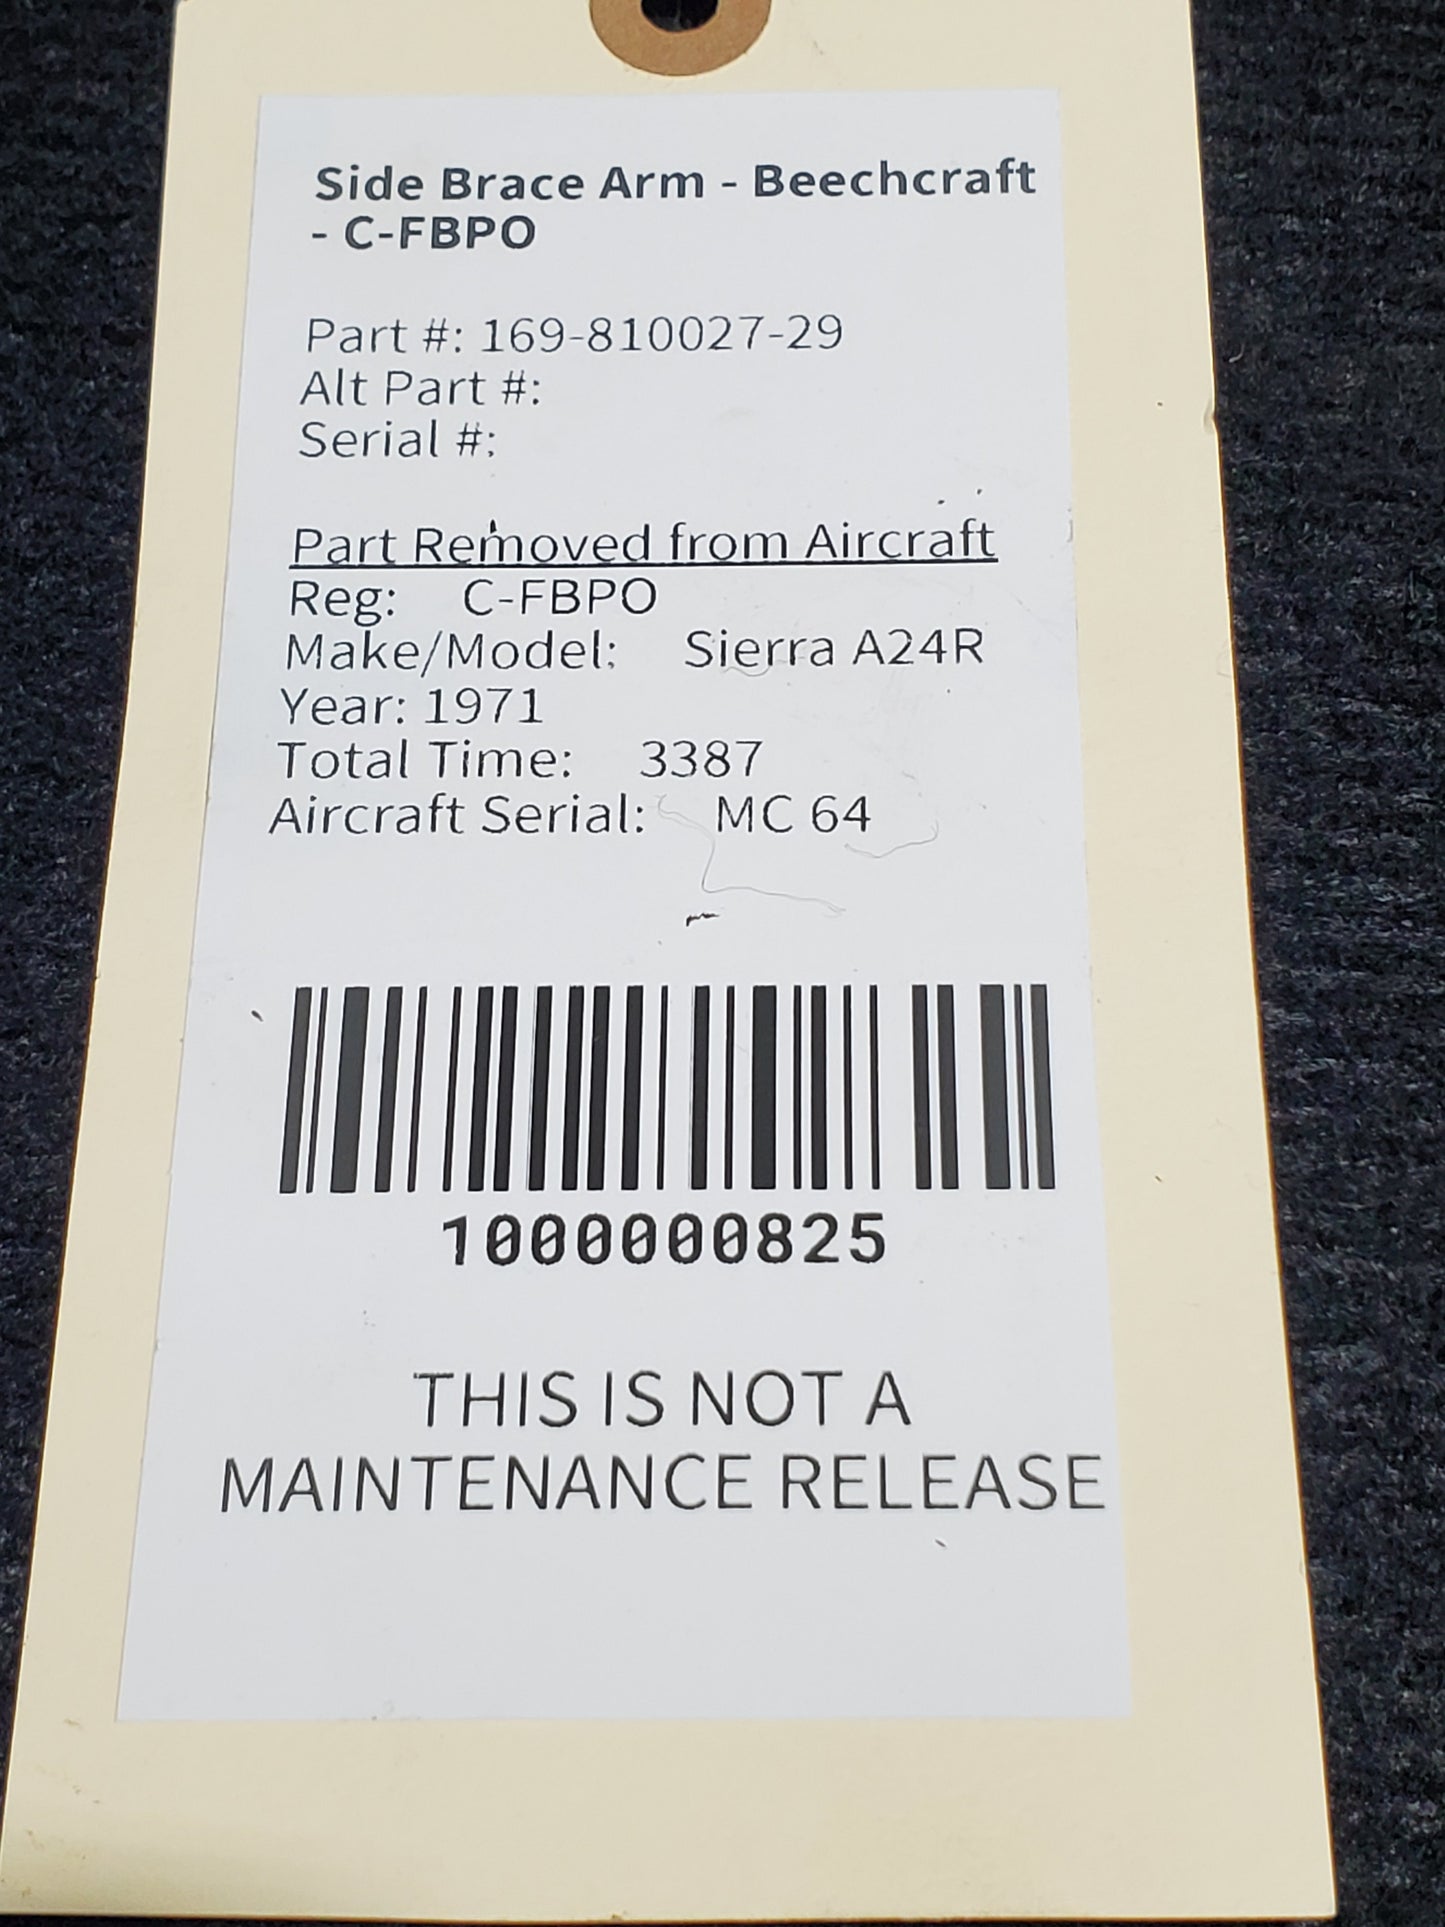 Side Brace Arm - Beechcraft
- C-FBPO
Part #: 169-810027-29
Alt Part #:
Serial #:
Part Removed from Aircraft
Reg: C-FBPO
Make/Model: Sierra A24R
Year: 1971
Total Time: 3387
Aircraft Serial: MC 64
1000000825
THIS IS NOT A
MAINTENANCE RELEASE